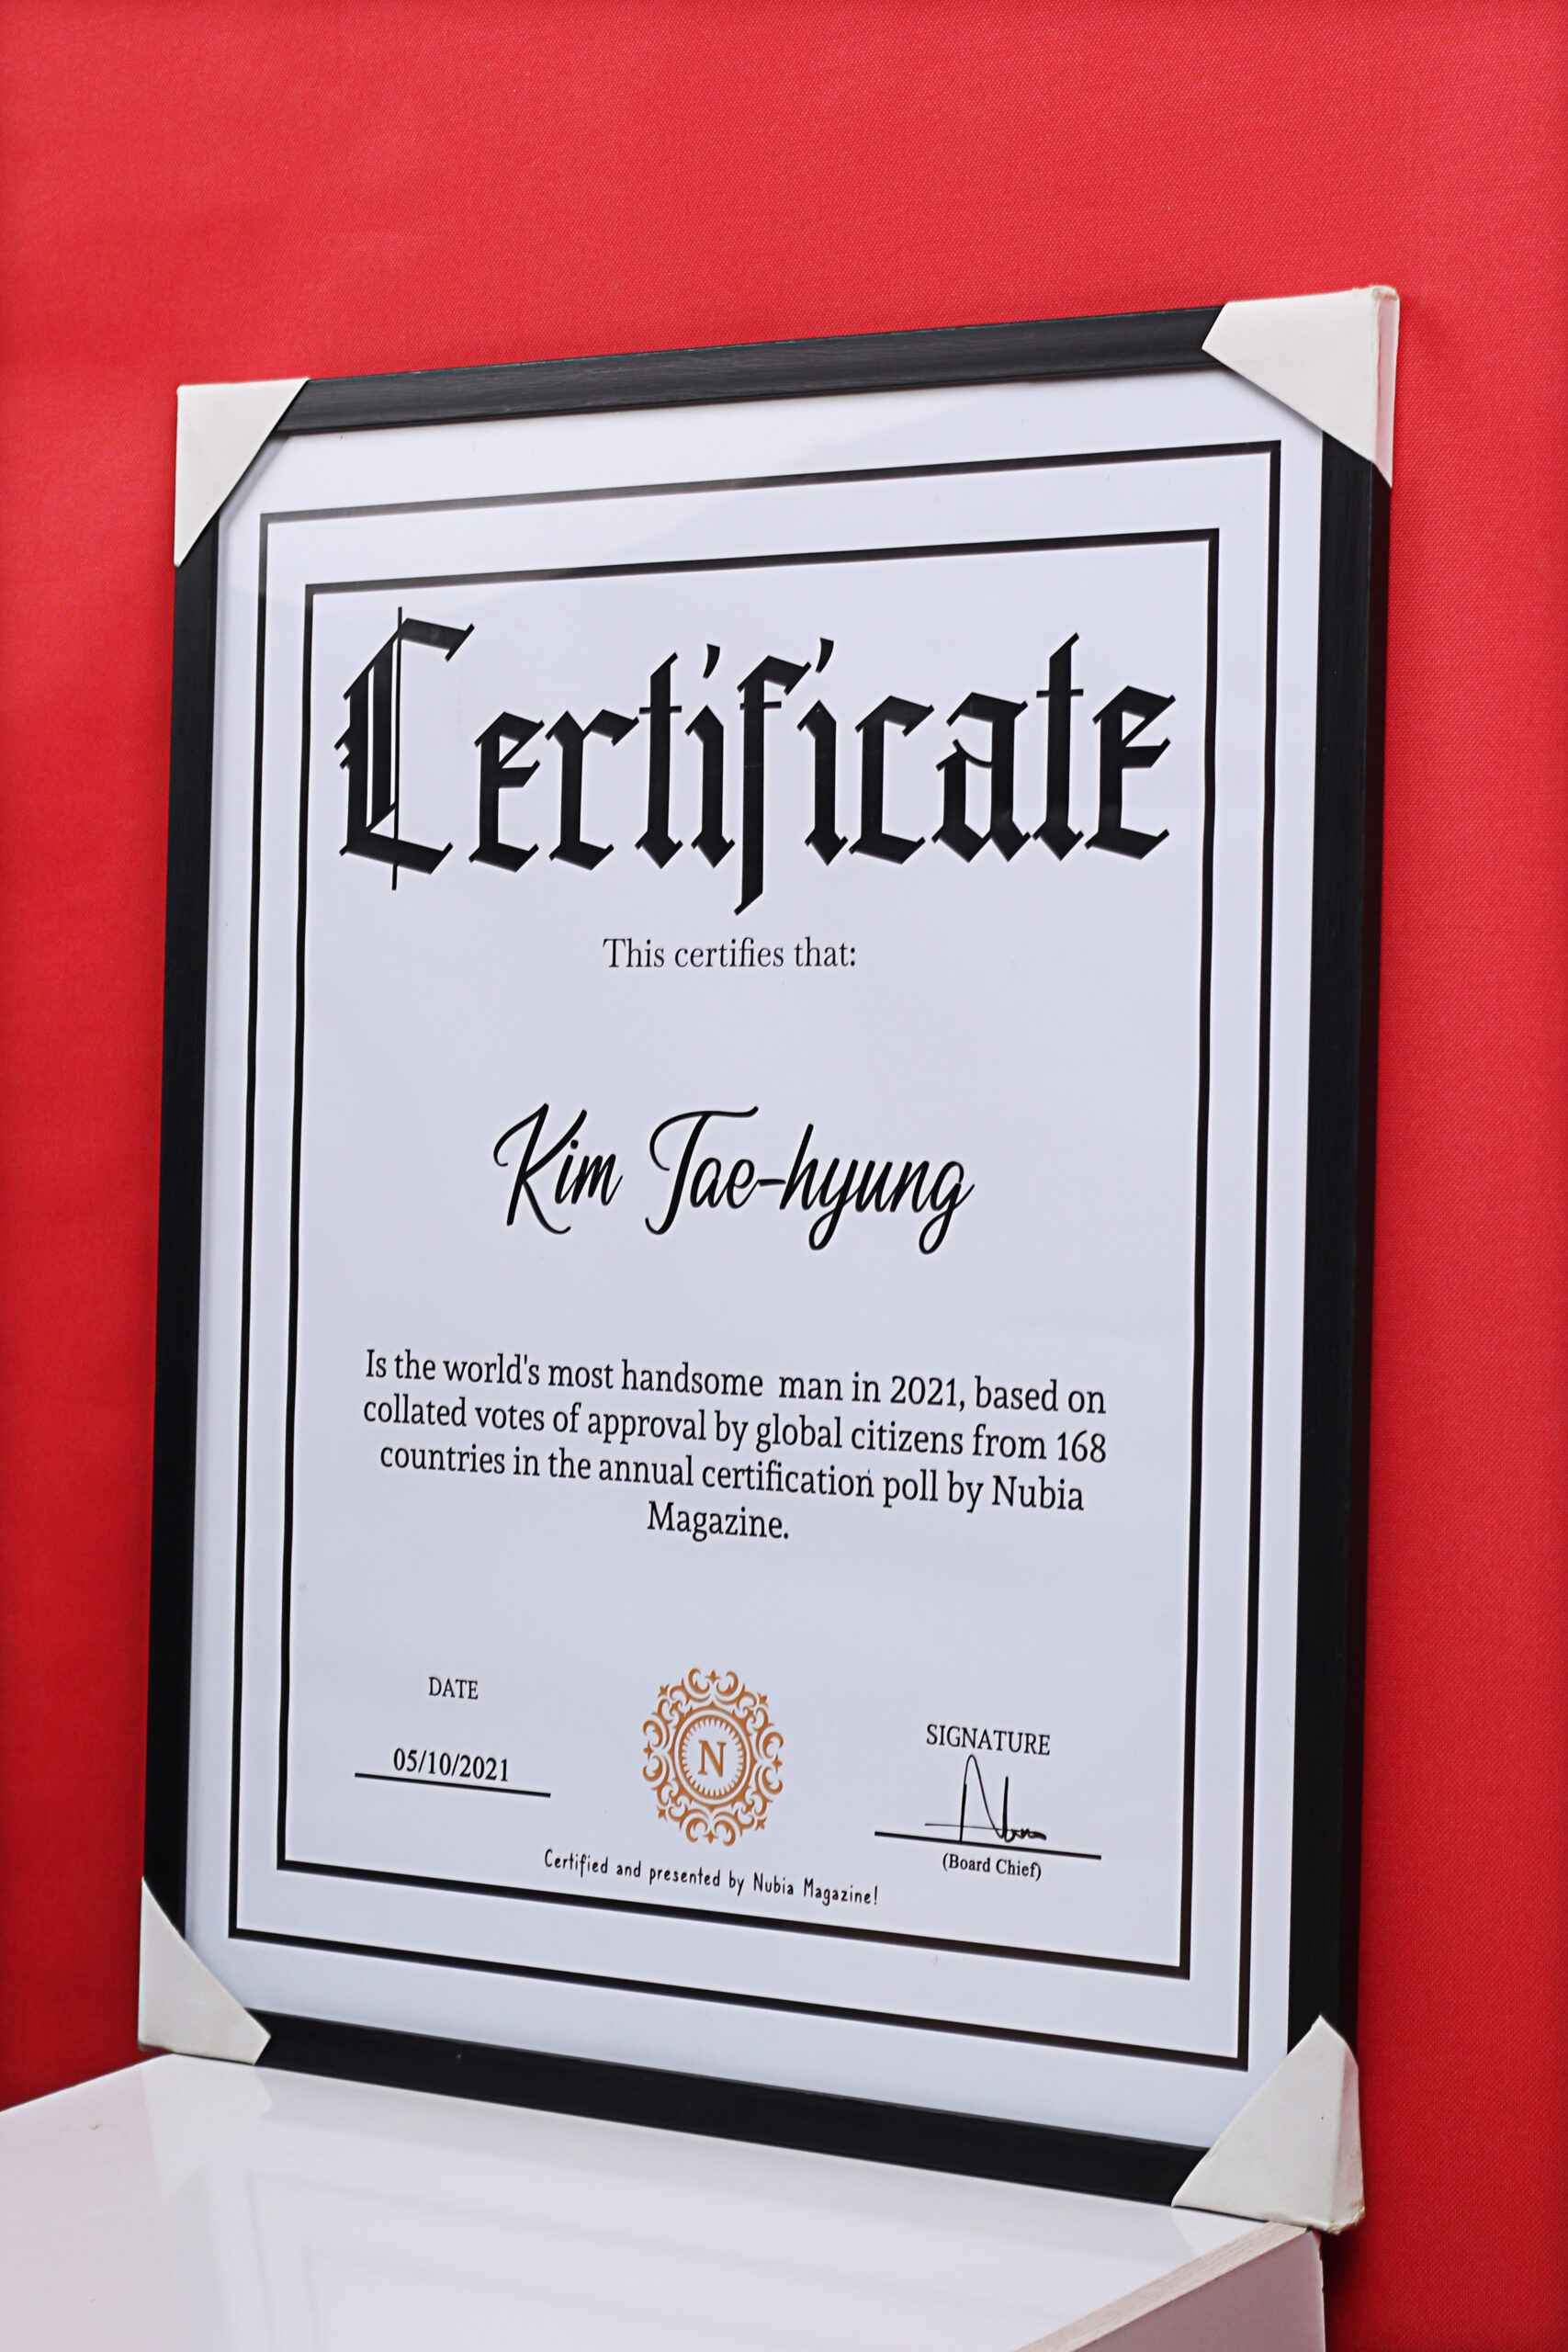 Certificate
This certifies that:
Kim Tae-hyung
Is the world's most handsome man in 2021, based on
collated votes of approval by global citizens from 168
countries in the annual certification poll by Nubia
Magazine.
DATE
05/10/2021
N
SIGNATURE
(Board Chief)
Certified and presented by Nubia Magazine!